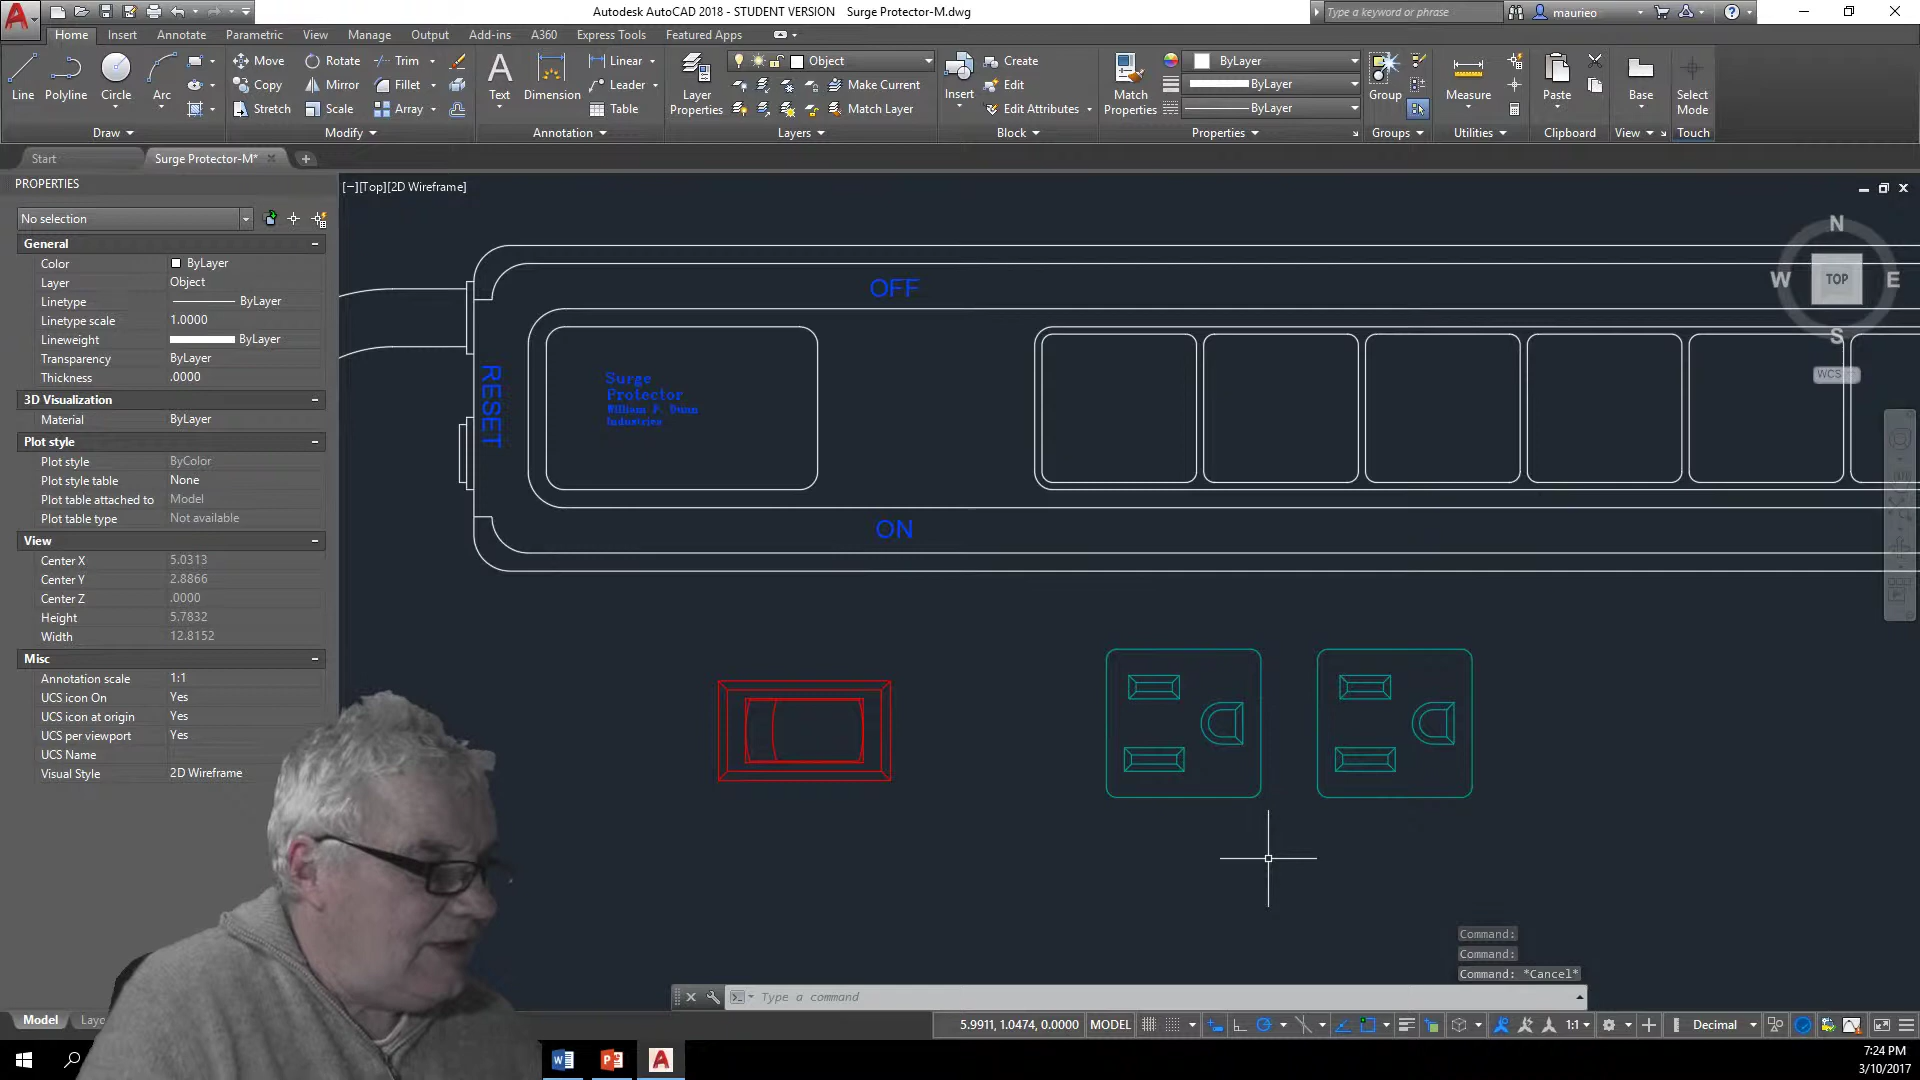 Autodesk AutoCAD 2018 - STUDENT VERSION Surge Protector-M.dwg
Type a keyword or phrase
maurieo
Home Insert Annotate Parametric View Manage Output Add-ins A360 Express Tools Featured Apps
Line Polyline Circle Arc
Move Rotate Trim
Copy Mirror Fillet
Stretch Scale Array
Text Dimension
Linear
Leader
Table
Layer Properties
Object
Make Current
Match Layer
Insert
Create
Edit
Edit Attributes
Match Properties
ByLayer
ByLayer
ByLayer
Group
Measure
Paste
Base
Select Mode
Draw Modify Annotation Layers Block Properties Groups Utilities Clipboard View Touch
Start Surge Protector-M*
PROPERTIES
[−][Top][2D Wireframe]
No selection
General
Color ByLayer
Layer Object
Linetype ByLayer
Linetype scale 1.0000
Lineweight ByLayer
Transparency ByLayer
Thickness .0000
3D Visualization
Material ByLayer
Plot style
Plot style ByColor
Plot style table None
Plot table attached to Model
Plot table type Not available
View
Center X 5.0313
Center Y 2.8866
Center Z .0000
Height 5.7832
Width 12.8152
Misc
Annotation scale 1:1
UCS icon On Yes
UCS icon at origin Yes
UCS per viewport Yes
UCS Name
Visual Style 2D Wireframe
OFF
RESET
Surge
Protector
William P. Dunn
Industries
ON
N
W TOP E
S
WCS
Command:
Command:
Command: *Cancel*
Type a command
Model Layo
5.9911, 1.0474, 0.0000 MODEL 1:1 Decimal
7:24 PM
3/10/2017